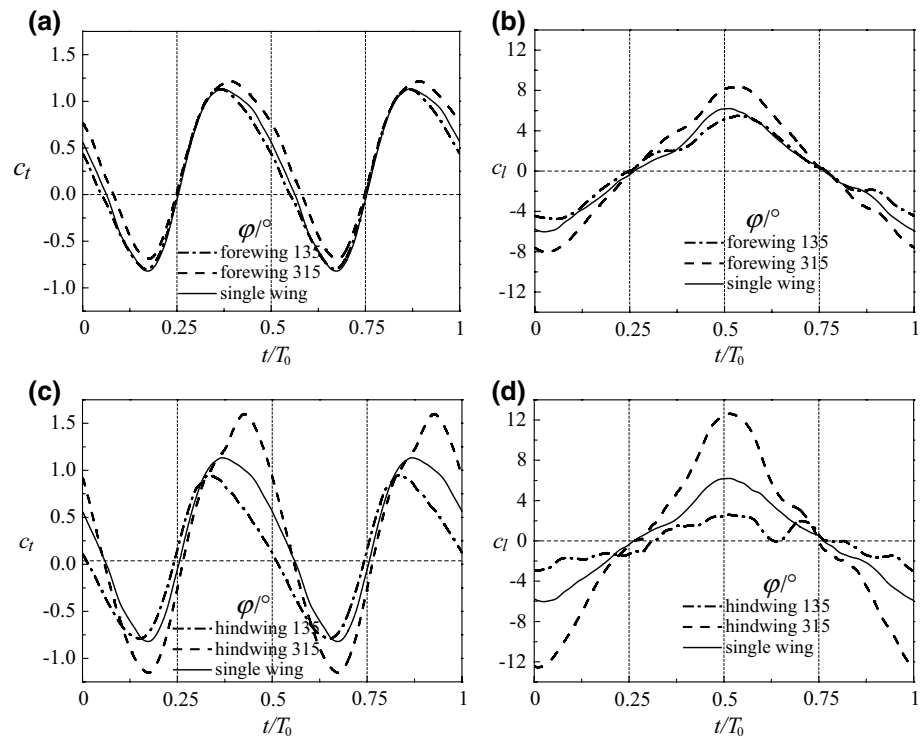 (a)
1.5
1.0
0.5
0.0
-0.5
-1.0
c_t
φ/°
forewing 135
forewing 315
single wing
0 0.25 0.5 0.75 1
t/T_0
(b)
12
8
4
0
-4
-8
-12
c_l
φ/°
forewing 135
forewing 315
single wing
0 0.25 0.5 0.75 1
t/T_0
(c)
1.5
1.0
0.5
0.0
-0.5
-1.0
c_t
φ/°
hindwing 135
hindwing 315
single wing
0 0.25 0.5 0.75 1
t/T_0
(d)
12
8
4
0
-4
-8
-12
c_l
φ/°
hindwing 135
hindwing 315
single wing
0 0.25 0.5 0.75 1
t/T_0